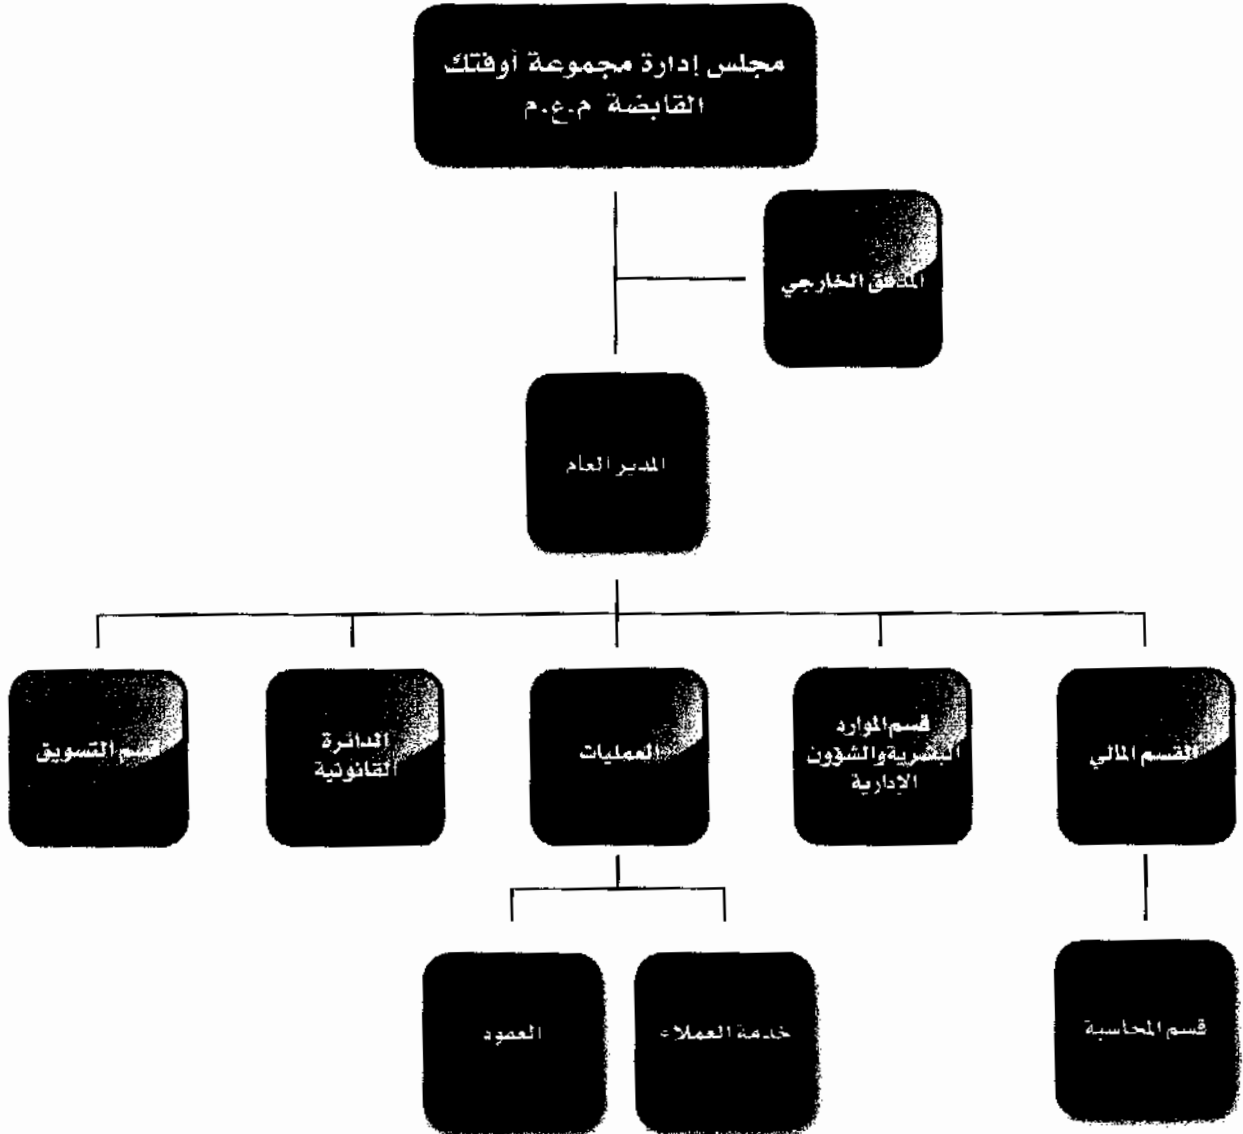 مجلس إدارة مجموعة أوفتك
القابضة م.ع.م
المدقق الخارجي
المدير العام
القسم المالي
قسم الموارد
البشرية والشؤون
الإدارية
العمليات
الدائرة
القانونية
قسم التسويق
قسم المحاسبة
خدمة العملاء
العقود